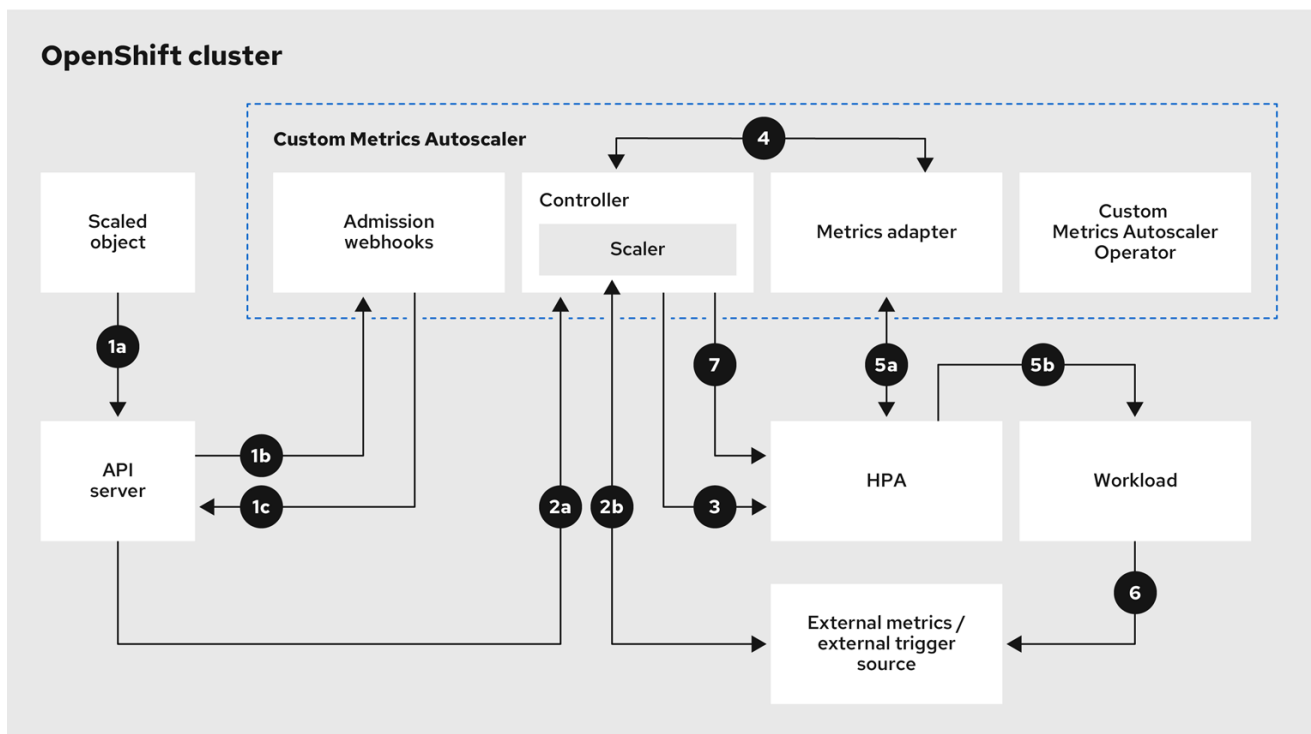 OpenShift cluster
Custom Metrics Autoscaler
4
Scaled
object
Admission
webhooks
Controller
Scaler
Metrics adapter
Custom
Metrics Autoscaler
Operator
1a
7
5a
5b
API
server
1b
1c
2a
2b
3
HPA
Workload
6
External metrics /
external trigger
source